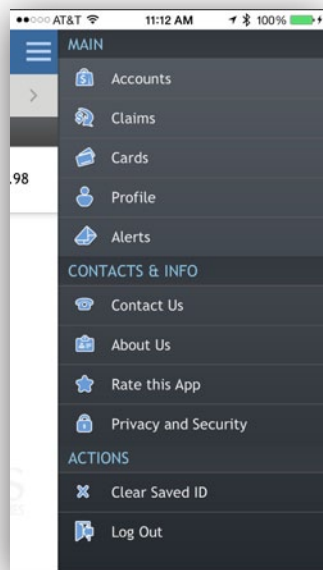 AT&T 11:12 AM 100%
MAIN
Accounts
Claims
Cards
.98
Profile
Alerts
CONTACTS & INFO
Contact Us
About Us
Rate this App
Privacy and Security
ACTIONS
Clear Saved ID
Log Out